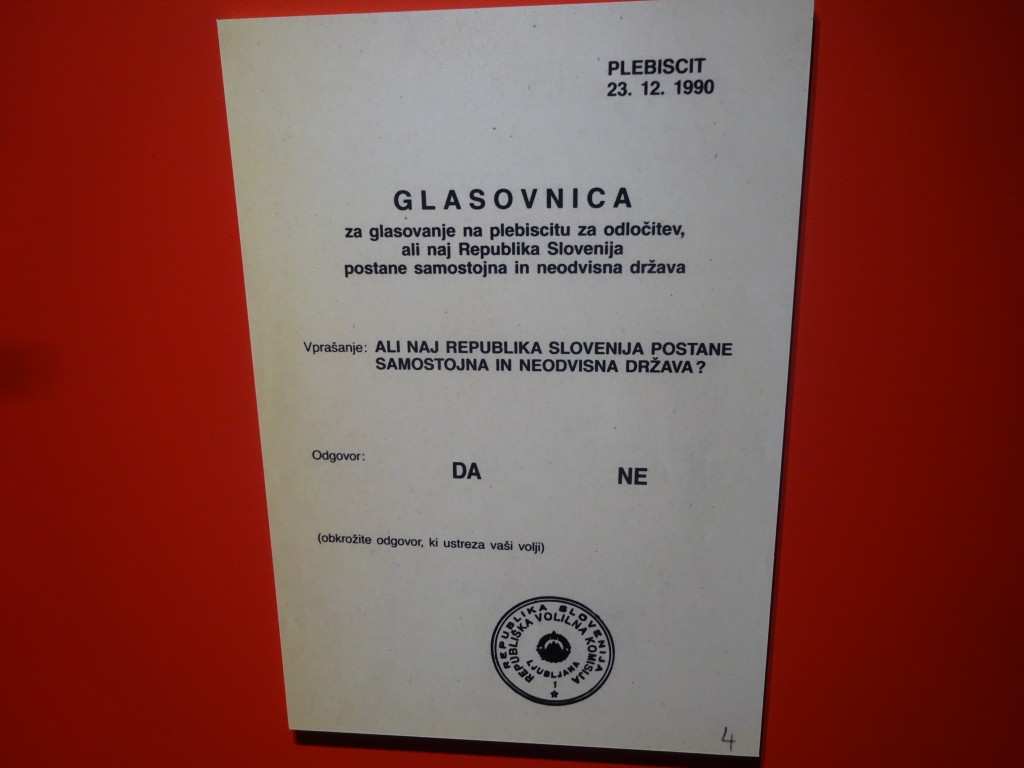 PLEBISCIT
23. 12. 1990
GLASOVNICA
za glasovanje na plebiscitu za odločitev,
ali naj Republika Slovenija
postane samostojna in neodvisna država
Vprašanje: ALI NAJ REPUBLIKA SLOVENIJA POSTANE
SAMOSTOJNA IN NEODVISNA DRŽAVA?
Odgovor:
DA NE
(obkrožite odgovor, ki ustreza vaši volji)
REPUBLIKA SLOVENIJA
REPUBLIŠKA VOLILNA KOMISIJA
LJUBLJANA
1
4